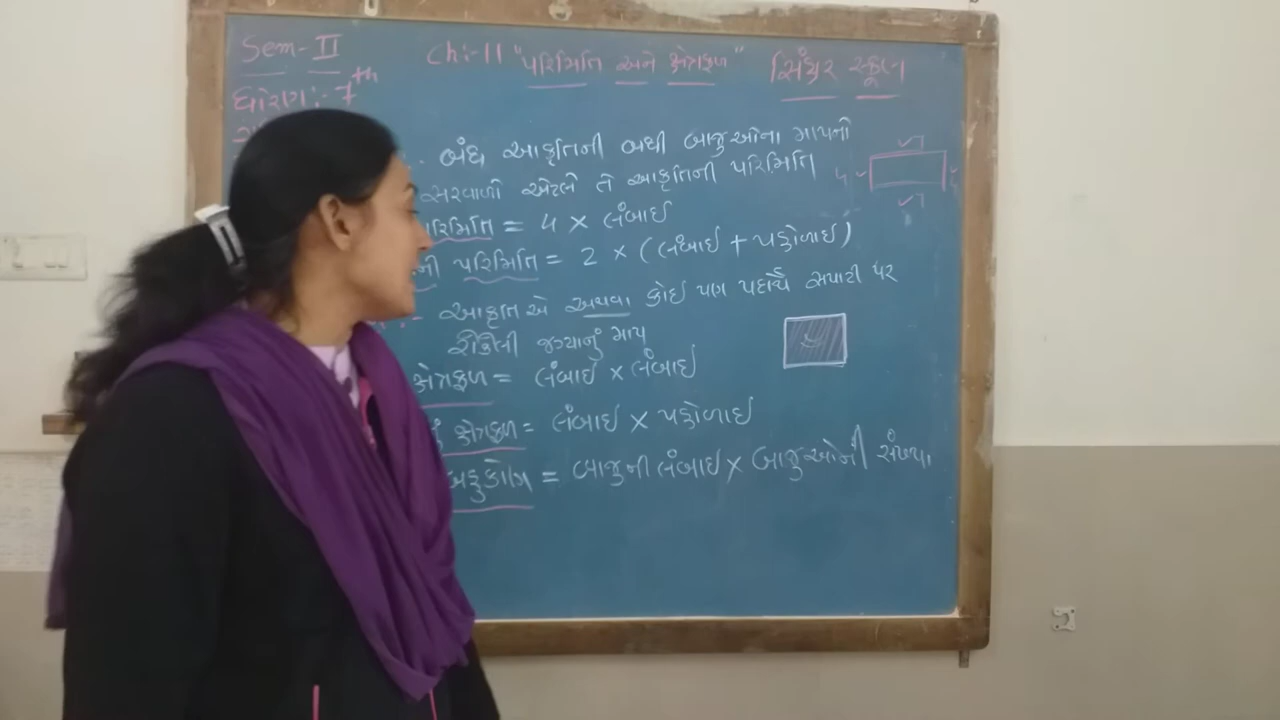 Sem-II Ch:-11 "પરિમિતિ અને ક્ષેત્રફળ" સિંઘર સ્કૂલ
ધોરણ:-7th
બંધ આકૃતિની બધી બાજુઓના માપનો
સરવાળો એટલે તે આકૃતિની પરિમિતિ
પરિમિતિ = 4 × લંબાઈ
ની પરિમિતિ = 2 × (લંબાઈ + પહોળાઈ)
:- આકૃતિ એ અથવા કોઈ પણ પદાર્થે સપાટી પર
રોકેલી જગ્યાનું માપ
ક્ષેત્રફળ = લંબાઈ × લંબાઈ
ક્ષેત્રફળ = લંબાઈ × પહોળાઈ
બહુકોણ = બાજુની લંબાઈ × બાજુઓની સંખ્યા